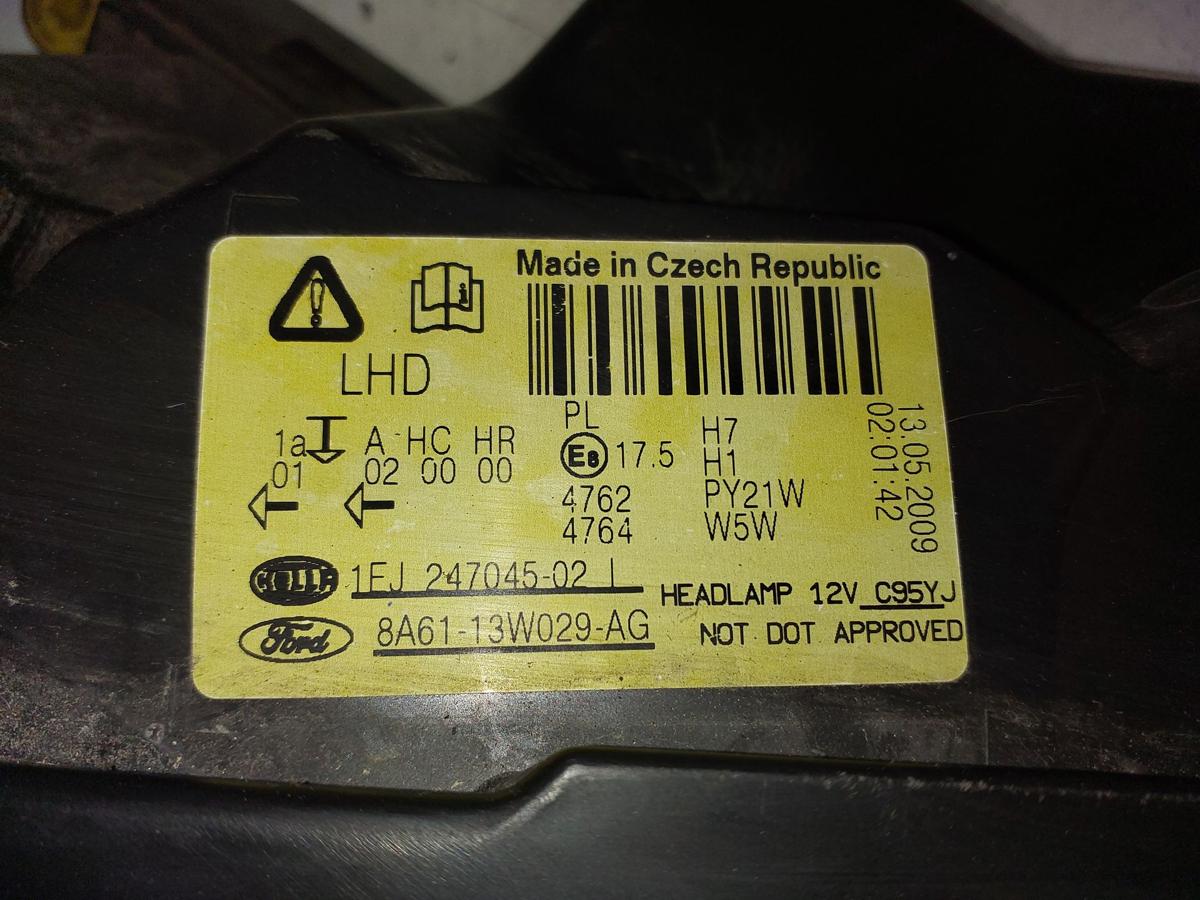 Made in Czech Republic
LHD
PL
1a A HC HR
01 02 00 00
E8 17.5
4762
4764
H7
H1
PY21W
W5W
13.05.2009
02:01:42
HELLA 1EJ 247045-02 L
Ford 8A61-13W029-AG
HEADLAMP 12V C95YJ
NOT DOT APPROVED